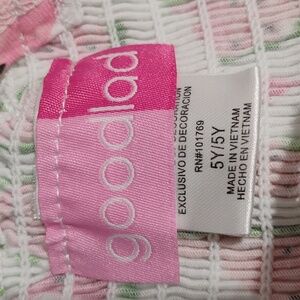 goodlad
EXCLUSIVO DE DECORACION
RN#101769
5Y/5Y
MADE IN VIETNAM
HECHO EN VIETNAM